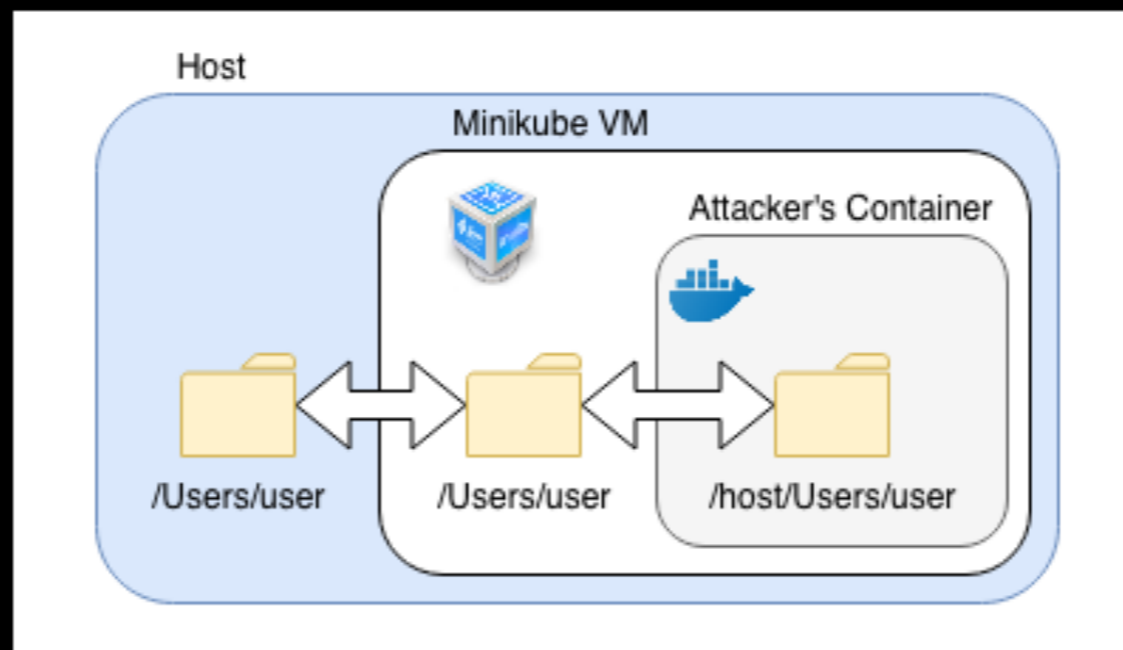 Host
Minikube VM
Attacker's Container
/Users/user
/Users/user
/host/Users/user